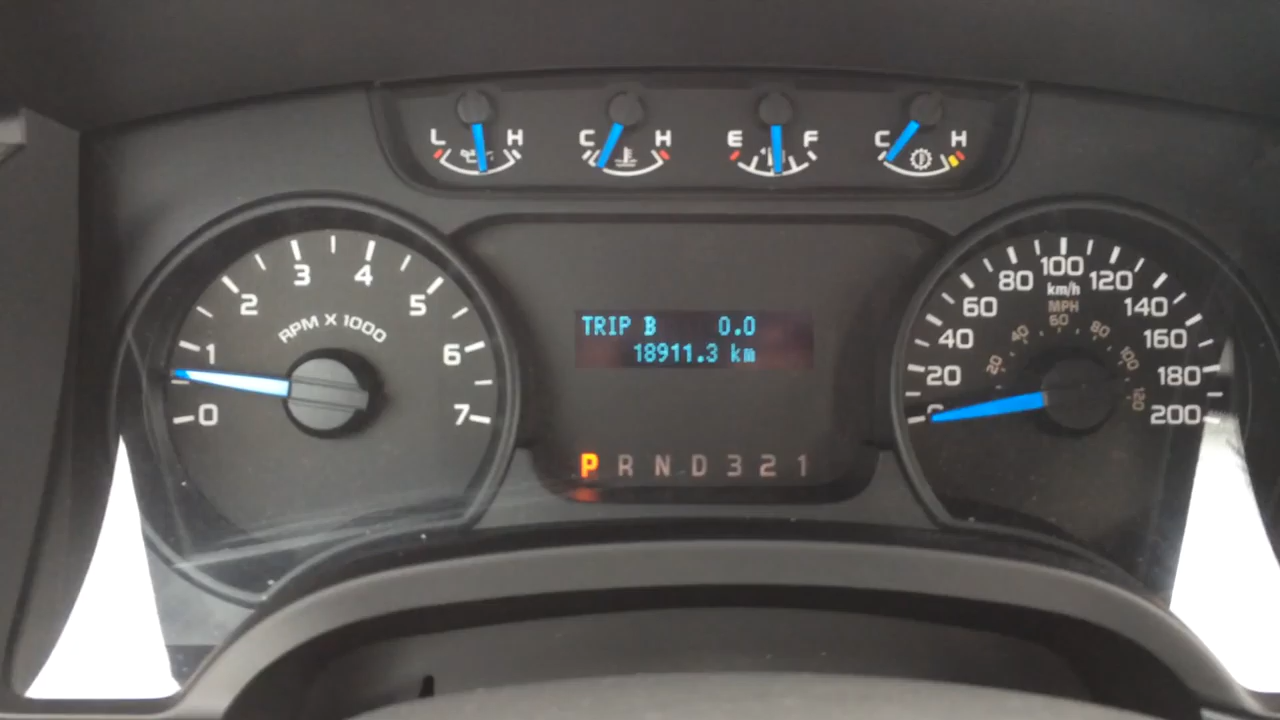 L H C H E F C H
0 1 2 3 4 5 6 7
RPM X 1000
TRIP B 0.0
18911.3 km
P R N D 3 2 1
0 20 40 60 80 100 120 140 160 180 200
km/h
MPH
20 40 60 80 100 120